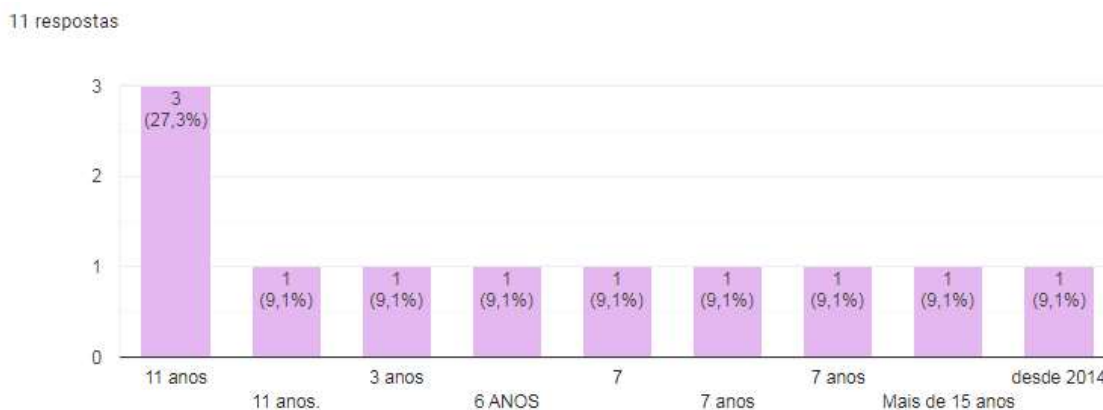 11 respostas
3
3
(27,3%)
2
1
1
(9,1%)
1
(9,1%)
1
(9,1%)
1
(9,1%)
1
(9,1%)
1
(9,1%)
1
(9,1%)
1
(9,1%)
0
11 anos
11 anos.
3 anos
6 ANOS
7
7 anos
7 anos
Mais de 15 anos
desde 2014